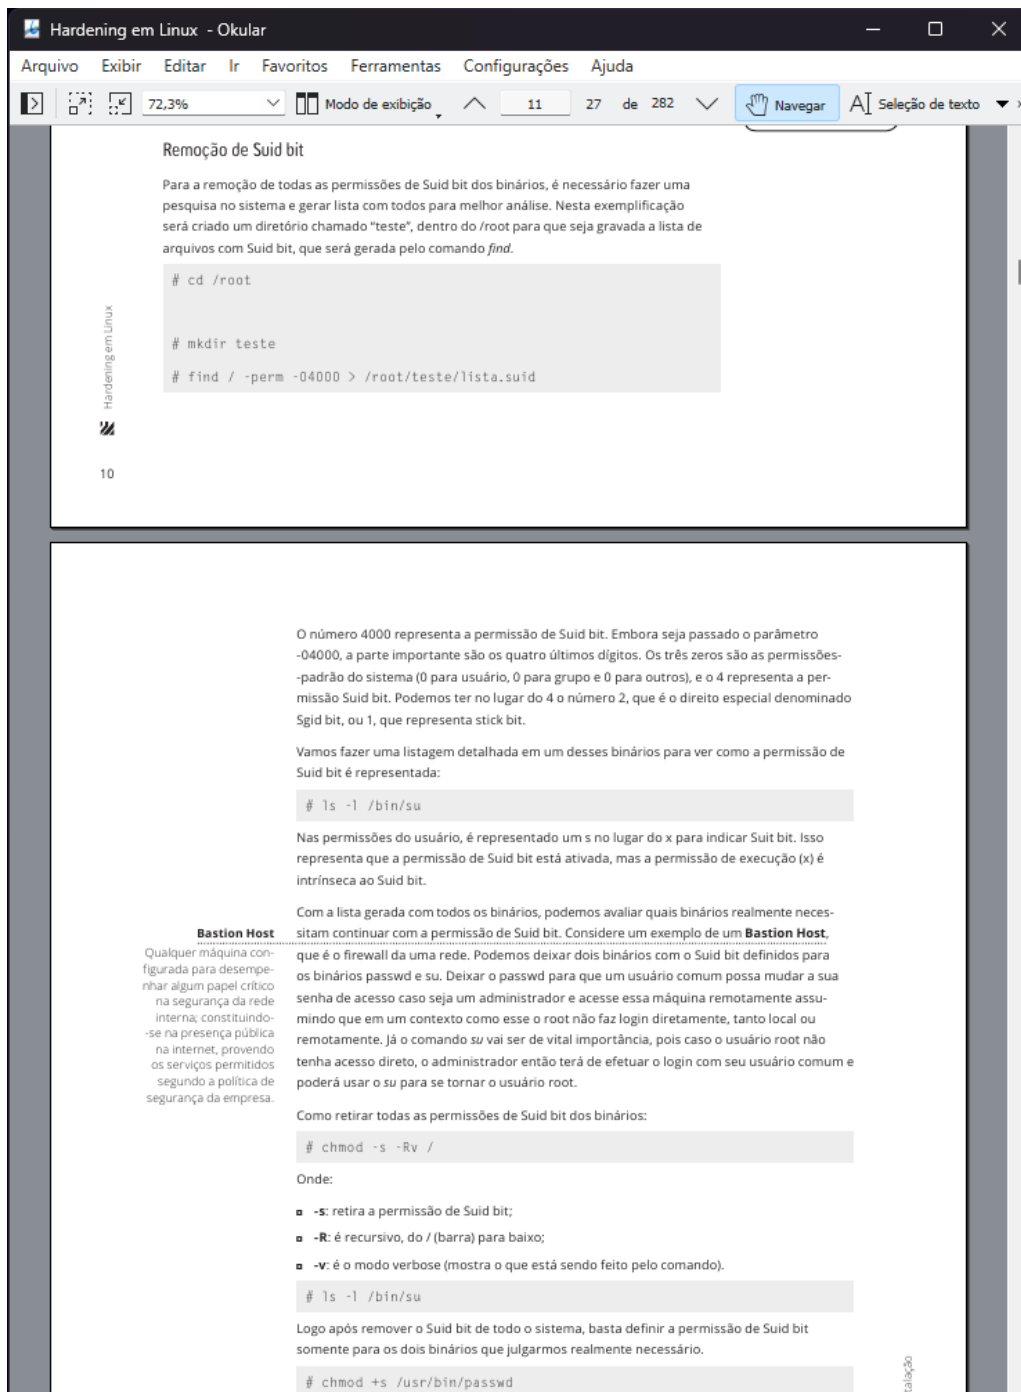 Hardening em Linux - Okular
Arquivo Exibir Editar Ir Favoritos Ferramentas Configurações Ajuda
72,3% Modo de exibição 11 27 de 282 Navegar Seleção de texto
Remoção de Suid bit
Para a remoção de todas as permissões de Suid bit dos binários, é necessário fazer uma
pesquisa no sistema e gerar lista com todos para melhor análise. Nesta exemplificação
será criado um diretório chamado “teste”, dentro do /root para que seja gravada a lista de
arquivos com Suid bit, que será gerada pelo comando find.
# cd /root
# mkdir teste
# find / -perm -04000 > /root/teste/lista.suid
Hardening em Linux
10
O número 4000 representa a permissão de Suid bit. Embora seja passado o parâmetro
-04000, a parte importante são os quatro últimos dígitos. Os três zeros são as permissões-
-padrão do sistema (0 para usuário, 0 para grupo e 0 para outros), e o 4 representa a per-
missão Suid bit. Podemos ter no lugar do 4 o número 2, que é o direito especial denominado
Sgid bit, ou 1, que representa stick bit.
Vamos fazer uma listagem detalhada em um desses binários para ver como a permissão de
Suid bit é representada:
# ls -l /bin/su
Nas permissões do usuário, é representado um s no lugar do x para indicar Suit bit. Isso
representa que a permissão de Suid bit está ativada, mas a permissão de execução (x) é
intrínseca ao Suid bit.
Com a lista gerada com todos os binários, podemos avaliar quais binários realmente neces-
sitam continuar com a permissão de Suid bit. Considere um exemplo de um Bastion Host,
que é o firewall da uma rede. Podemos deixar dois binários com o Suid bit definidos para
os binários passwd e su. Deixar o passwd para que um usuário comum possa mudar a sua
senha de acesso caso seja um administrador e acesse essa máquina remotamente assu-
mindo que em um contexto como esse o root não faz login diretamente, tanto local ou
remotamente. Já o comando su vai ser de vital importância, pois caso o usuário root não
tenha acesso direto, o administrador então terá de efetuar o login com seu usuário comum e
poderá usar o su para se tornar o usuário root.
Bastion Host
Qualquer máquina con-
figurada para desempe-
nhar algum papel crítico
na segurança da rede
interna; constituindo-
-se na presença pública
na internet, provendo
os serviços permitidos
segundo a política de
segurança da empresa.
Como retirar todas as permissões de Suid bit dos binários:
# chmod -s -Rv /
Onde:
-s: retira a permissão de Suid bit;
-R: é recursivo, do / (barra) para baixo;
-v: é o modo verbose (mostra o que está sendo feito pelo comando).
# ls -l /bin/su
Logo após remover o Suid bit de todo o sistema, basta definir a permissão de Suid bit
somente para os dois binários que julgarmos realmente necessário.
# chmod +s /usr/bin/passwd